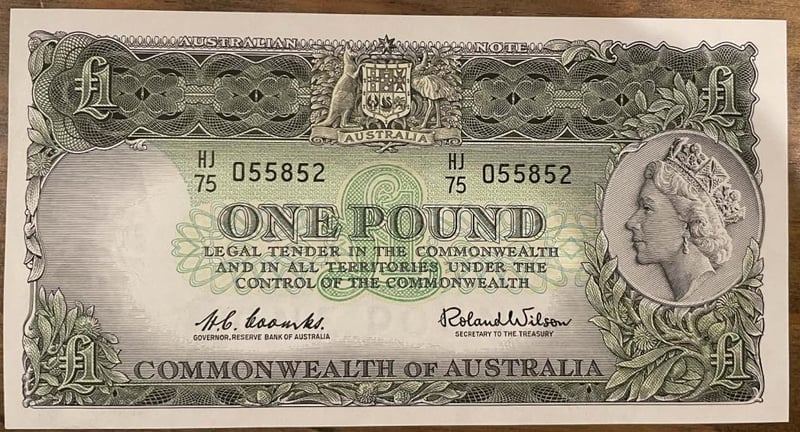 AUSTRALIAN NOTE
£1 £1
AUSTRALIA
HJ 75 055852 HJ 75 055852
ONE POUND
LEGAL TENDER IN THE COMMONWEALTH
AND IN ALL TERRITORIES UNDER THE
CONTROL OF THE COMMONWEALTH
H.C. Coombs. Roland Wilson
GOVERNOR, RESERVE BANK OF AUSTRALIA SECRETARY TO THE TREASURY
£1 COMMONWEALTH OF AUSTRALIA £1